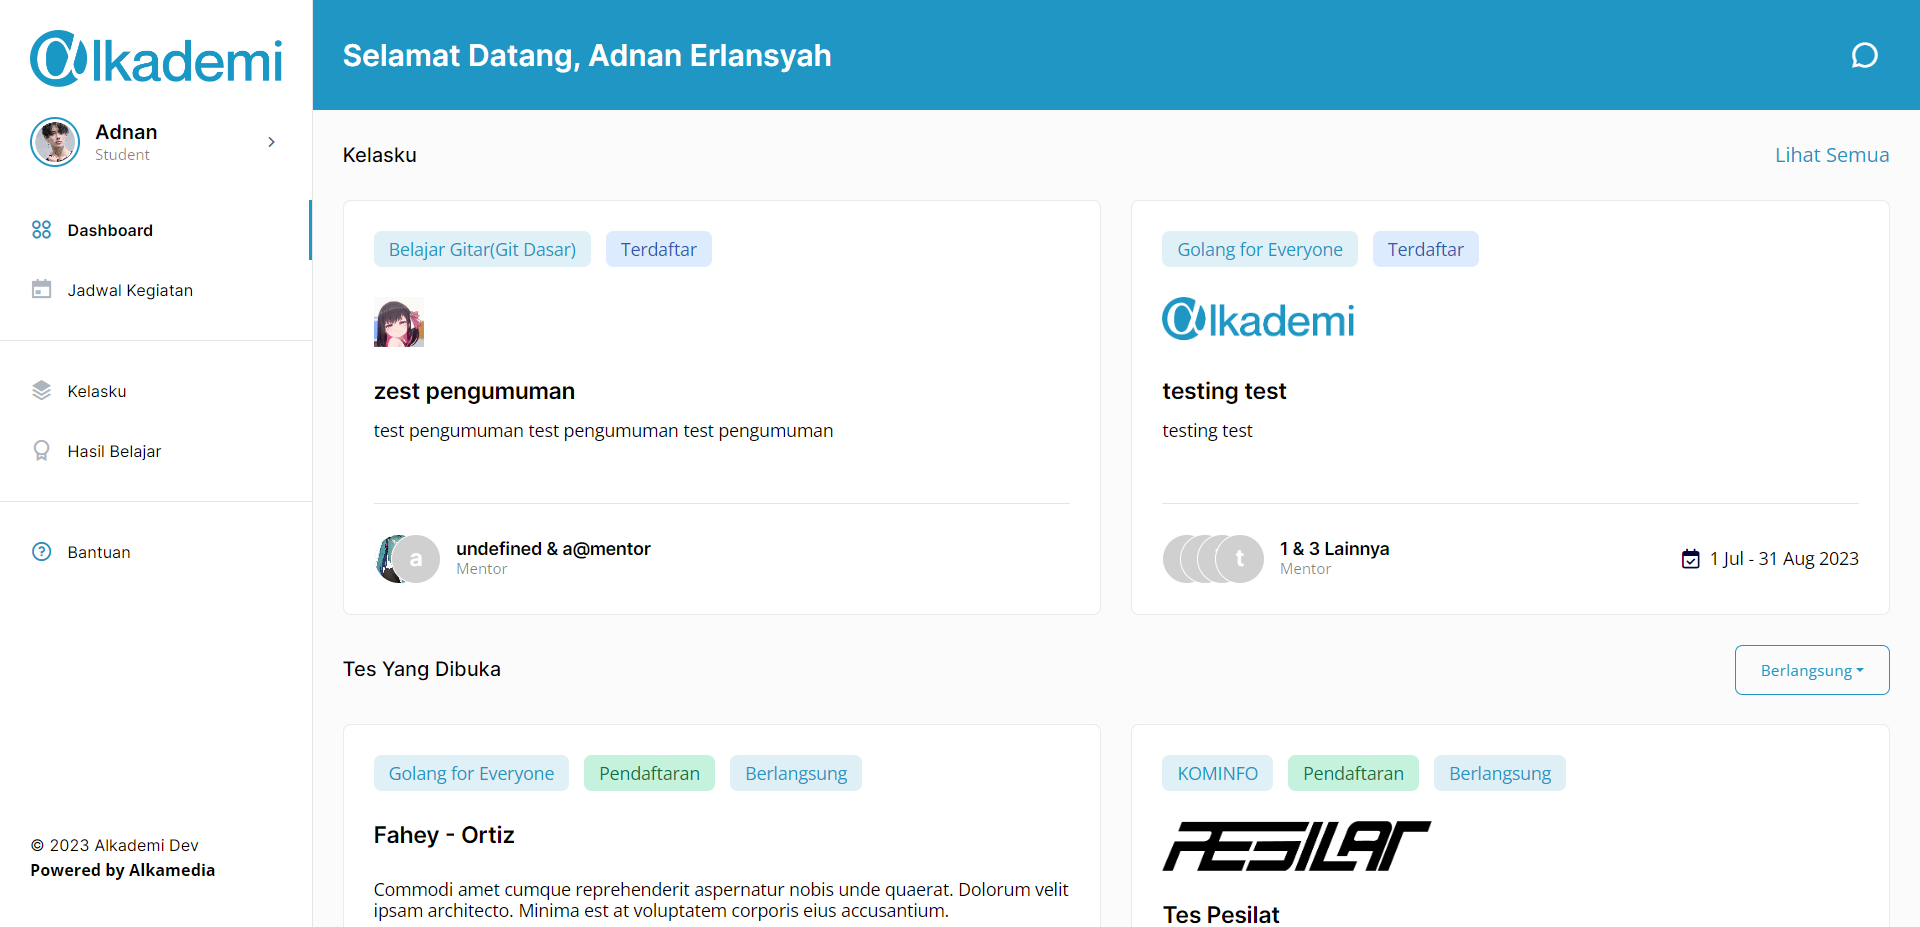 αlkademi
Adnan
Student
Dashboard
Jadwal Kegiatan
Kelasku
Hasil Belajar
Bantuan
© 2023 Alkademi Dev
Powered by Alkamedia
Selamat Datang, Adnan Erlansyah
Kelasku
Lihat Semua
Belajar Gitar(Git Dasar)
Terdaftar
zest pengumuman
test pengumuman test pengumuman test pengumuman
a
undefined & a@mentor
Mentor
Golang for Everyone
Terdaftar
αlkademi
testing test
testing test
t
1 & 3 Lainnya
Mentor
1 Jul - 31 Aug 2023
Tes Yang Dibuka
Berlangsung
Golang for Everyone
Pendaftaran
Berlangsung
Fahey - Ortiz
Commodi amet cumque reprehenderit aspernatur nobis unde quaerat. Dolorum velit
ipsam architecto. Minima est at voluptatem corporis eius accusantium.
KOMINFO
Pendaftaran
Berlangsung
PESILAT
Tes Pesilat